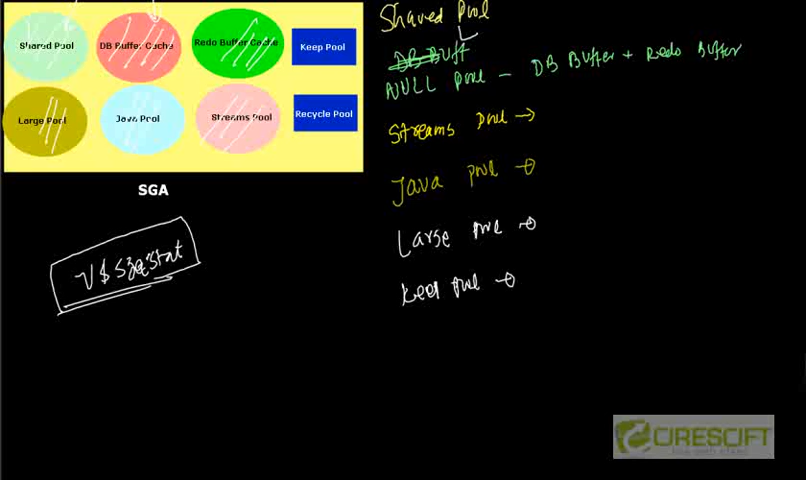 Shared Pool
DB Buffer Cache
Redo Buffer Cache
Keep Pool
Large Pool
Java Pool
Streams Pool
Recycle Pool
SGA
V$SgaStat
Shared Pool
DB Buff
NULL Pool - DB Buffer + Redo Buffer
Streams Pool →
Java Pool →
Large Pool →
Keep Pool →
CIRESCIFT